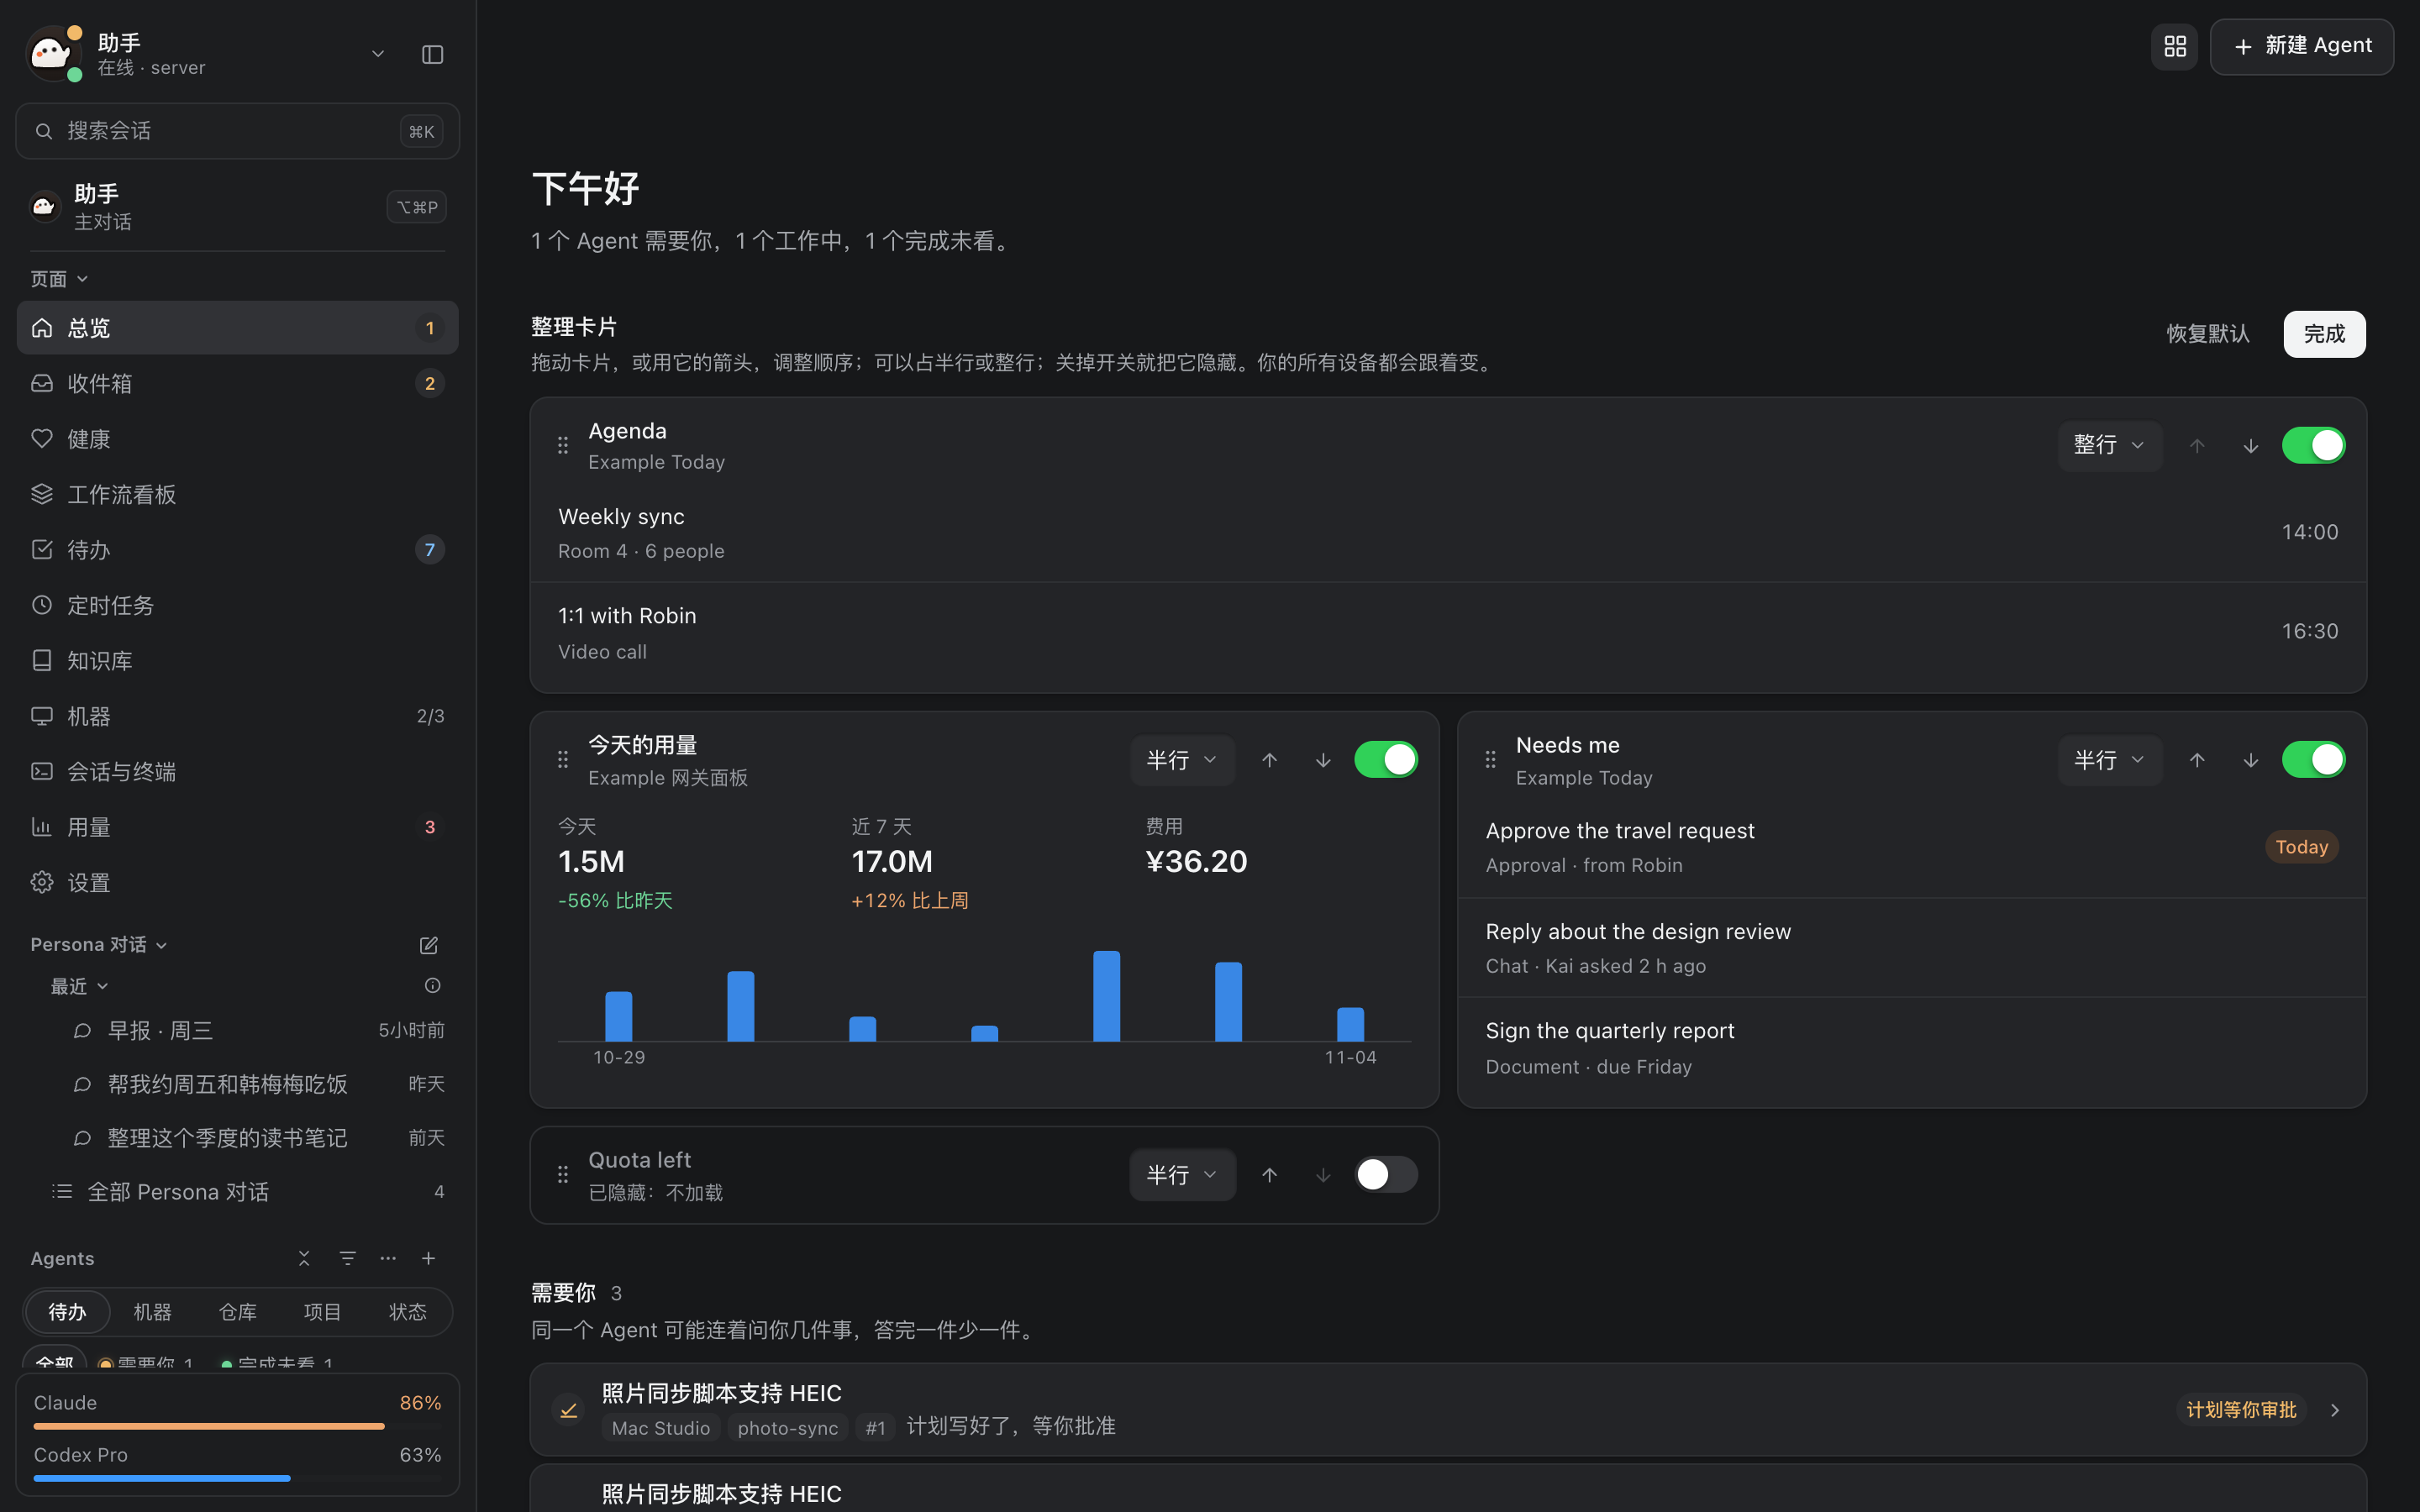 助手
在线 · server
搜索会话
⌘K
助手
主对话
⌥⌘P
页面
总览
1
收件箱
2
健康
工作流看板
待办
7
定时任务
知识库
机器
2/3
会话与终端
用量
3
设置
Persona 对话
最近
早报 · 周三
5小时前
帮我约周五和韩梅梅吃饭
昨天
整理这个季度的读书笔记
前天
全部 Persona 对话
4
Agents
待办
机器
仓库
项目
状态
全部
需要你 1
完成未看 1
Claude
86%
Codex Pro
63%
新建 Agent
下午好
1 个 Agent 需要你，1 个工作中，1 个完成未看。
整理卡片
拖动卡片，或用它的箭头，调整顺序；可以占半行或整行；关掉开关就把它隐藏。你的所有设备都会跟着变。
恢复默认
完成
Agenda
Example Today
整行
Weekly sync
Room 4 · 6 people
14:00
1:1 with Robin
Video call
16:30
今天的用量
Example 网关面板
半行
今天
1.5M
-56% 比昨天
近 7 天
17.0M
+12% 比上周
费用
¥36.20
10-29
11-04
Needs me
Example Today
半行
Approve the travel request
Approval · from Robin
Today
Reply about the design review
Chat · Kai asked 2 h ago
Sign the quarterly report
Document · due Friday
Quota left
已隐藏：不加载
半行
需要你 3
同一个 Agent 可能连着问你几件事，答完一件少一件。
照片同步脚本支持 HEIC
Mac Studio
photo-sync
#1
计划写好了，等你批准
计划等你审批
照片同步脚本支持 HEIC